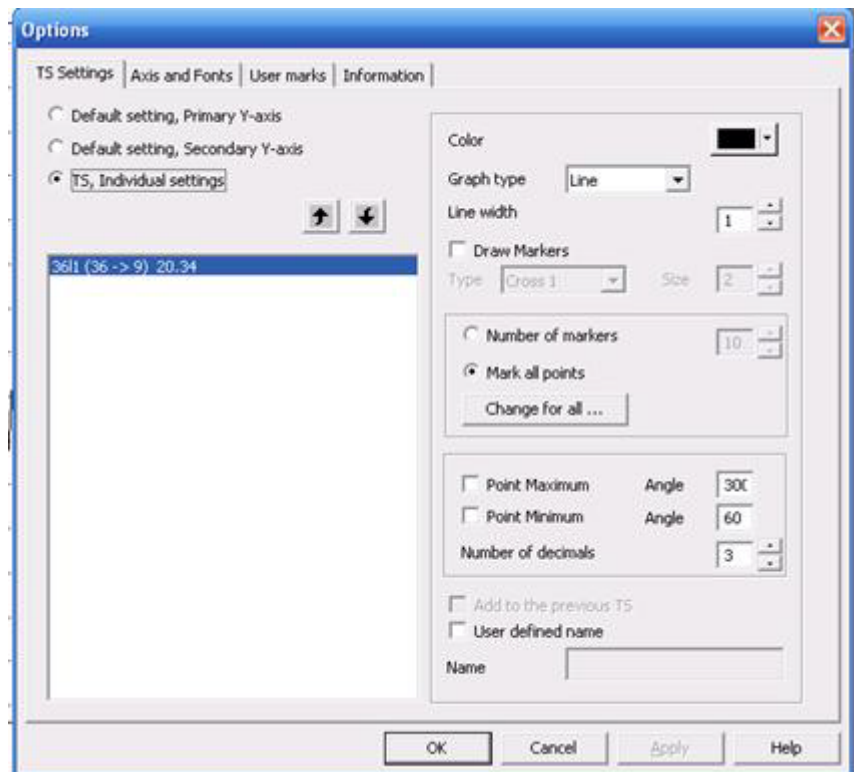 Options
TS Settings Axis and Fonts User marks Information
Default setting, Primary Y-axis
Default setting, Secondary Y-axis
TS, Individual settings
36l1 (36 -> 9) 20.34
Color
Graph type Line
Line width 1
Draw Markers
Type Cross 1 Size 2
Number of markers 10
Mark all points
Change for all ...
Point Maximum Angle 300
Point Minimum Angle 60
Number of decimals 3
Add to the previous TS
User defined name
Name
OK Cancel Apply Help